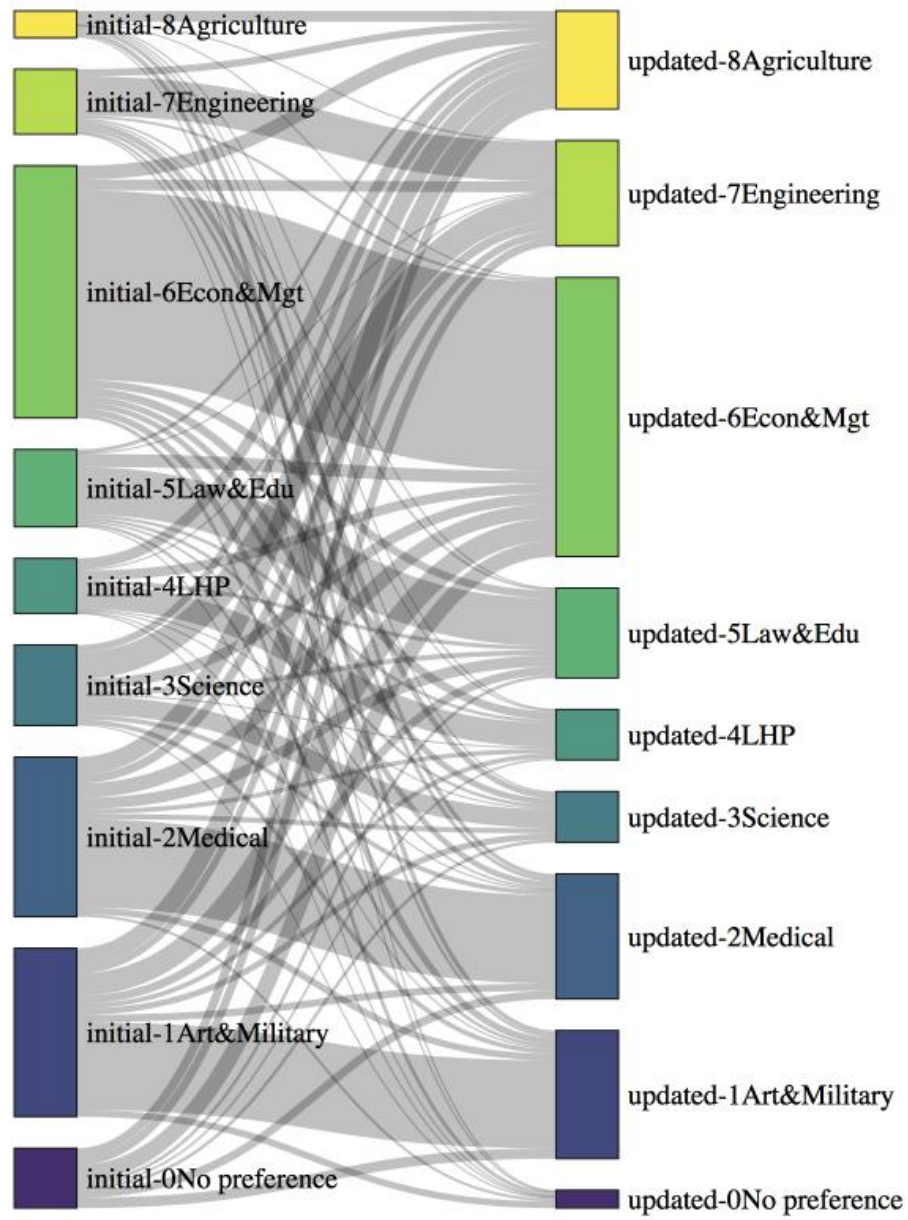 initial-8Agriculture
initial-7Engineering
initial-6Econ&Mgt
initial-5Law&Edu
initial-4LHP
initial-3Science
initial-2Medical
initial-1Art&Military
initial-0No preference
updated-8Agriculture
updated-7Engineering
updated-6Econ&Mgt
updated-5Law&Edu
updated-4LHP
updated-3Science
updated-2Medical
updated-1Art&Military
updated-0No preference